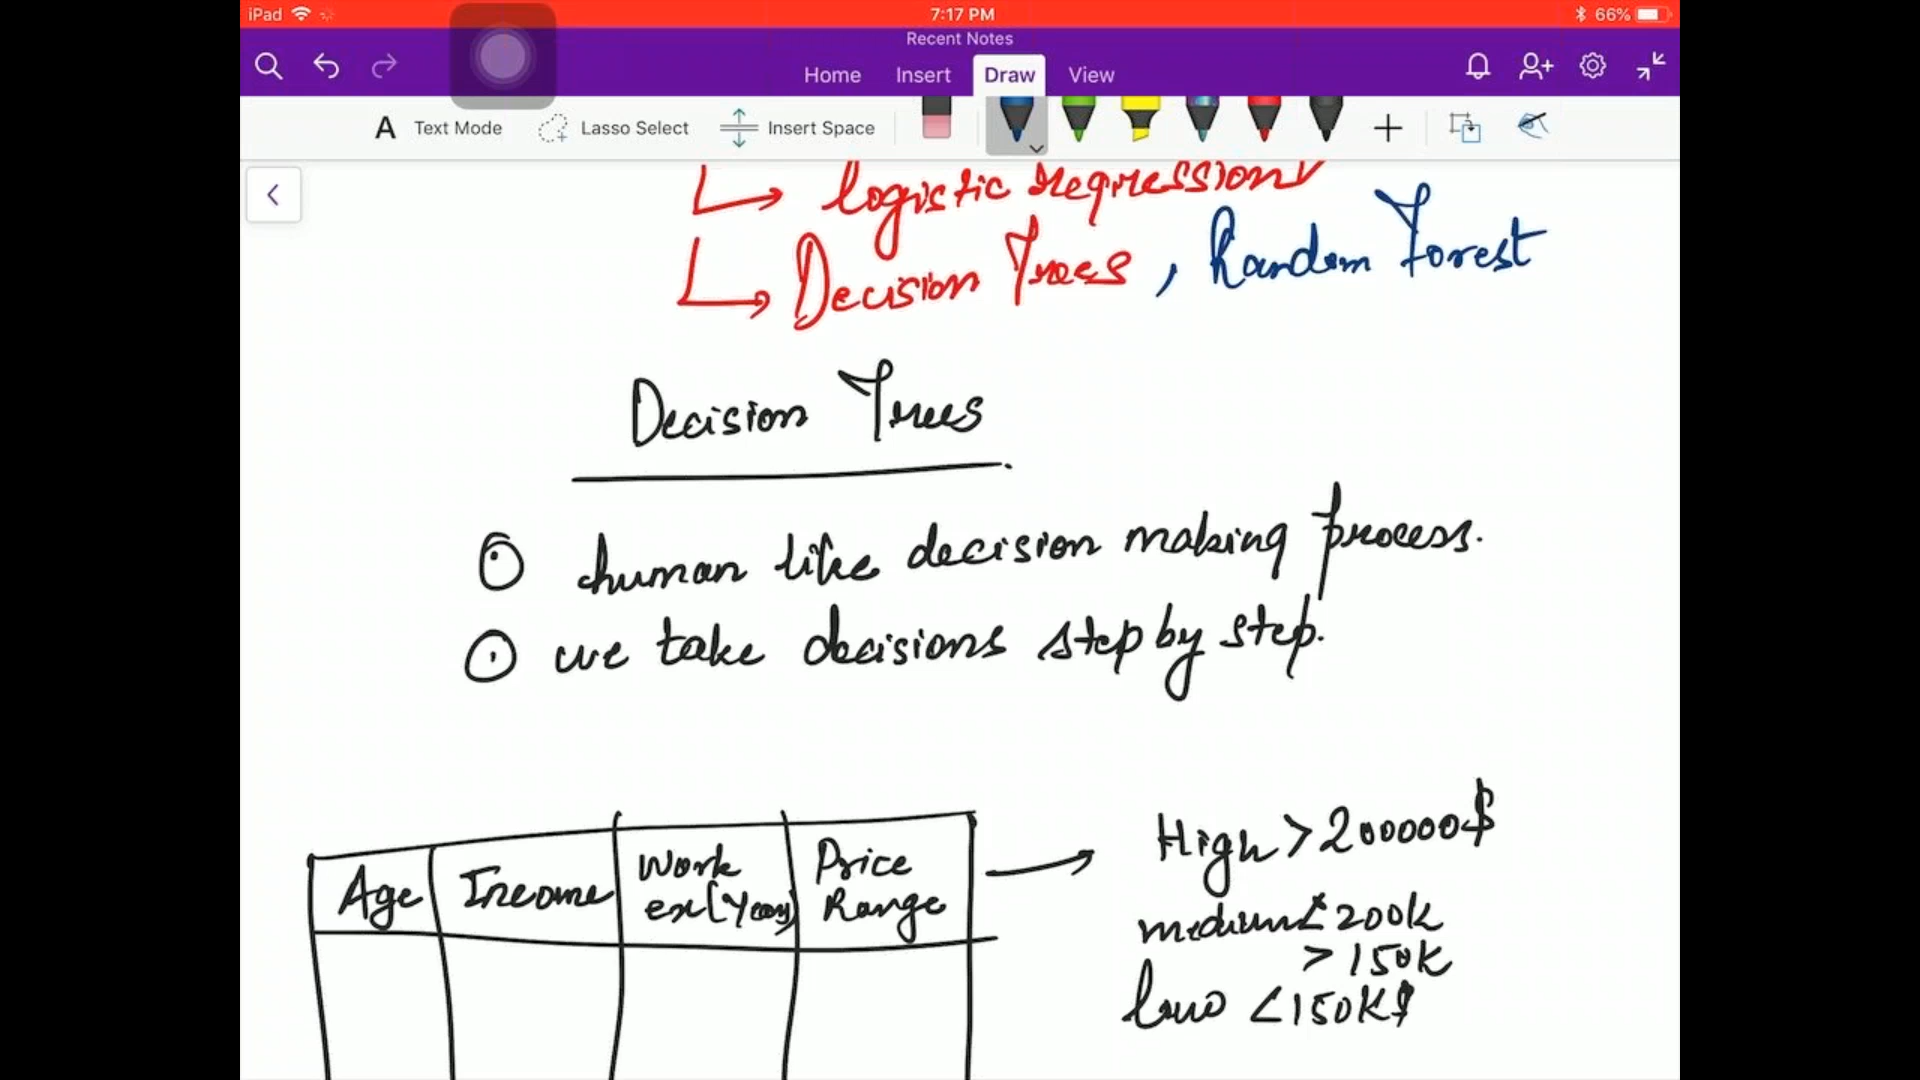 iPad 7:17 PM 66%
Recent Notes
Home Insert Draw View
A Text Mode Lasso Select Insert Space
↳ logistic regression
↳ Decision Trees, Random Forest
Decision Trees
human like decision making process.
we take decisions step by step.
Age Income Work ex(Year) Price Range
→ High > 200000$
medium < 200k
> 150k
low < 150K$